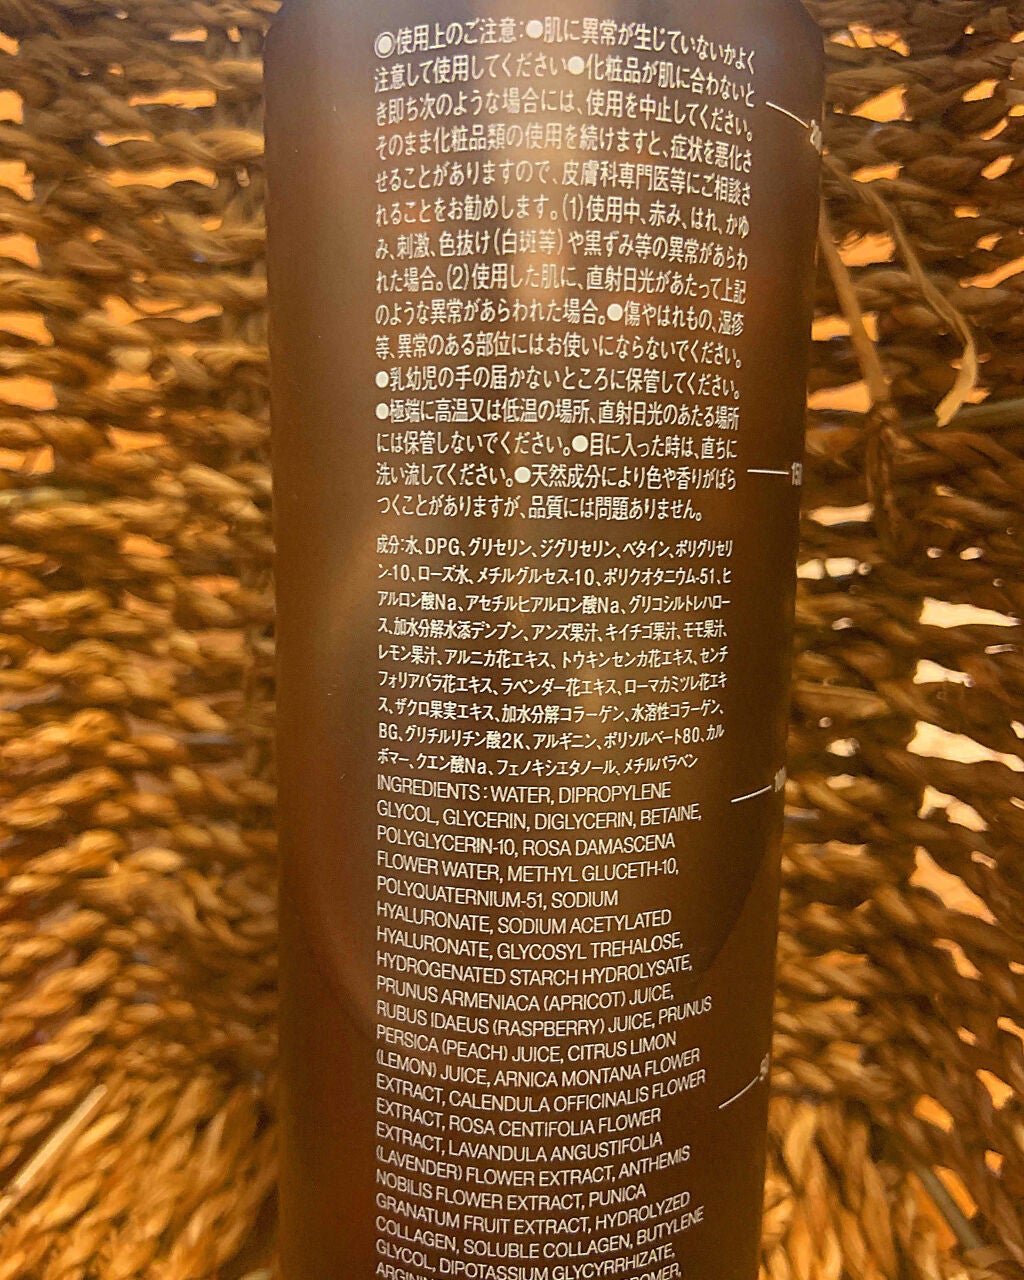 ◉使用上のご注意:●肌に異常が生じていないかよく
注意して使用してください●化粧品が肌に合わないと
き即ち次のような場合には、使用を中止してください。
そのまま化粧品類の使用を続けますと、症状を悪化さ
せることがありますので、皮膚科専門医等にご相談さ
れることをお勧めします。(1)使用中、赤み、はれ、かゆ
み、刺激、色抜け(白斑等)や黒ずみ等の異常があらわ
れた場合。(2)使用した肌に、直射日光があたって上記
のような異常があらわれた場合。●傷やはれもの、湿疹
等、異常のある部位にはお使いにならないでください。
●乳幼児の手の届かないところに保管してください。
●極端に高温又は低温の場所、直射日光のあたる場所
には保管しないでください。●目に入った時は、直ちに
洗い流してください。●天然成分により色や香りがばら
つくことがありますが、品質には問題ありません。
成分:水、DPG、グリセリン、ジグリセリン、ベタイン、ポリグリセリ
ン-10、ローズ水、メチルグルセス-10、ポリクオタニウム-51、ヒ
アルロン酸Na、アセチルヒアルロン酸Na、グリコシルトレハロー
ス、加水分解水添デンプン、アンズ果汁、キイチゴ果汁、モモ果汁、
レモン果汁、アルニカ花エキス、トウキンセンカ花エキス、センチ
フォリアバラ花エキス、ラベンダー花エキス、ローマカミツレ花エキ
ス、ザクロ果実エキス、加水分解コラーゲン、水溶性コラーゲン、
BG、グリチルリチン酸2K、アルギニン、ポリソルベート80、カル
ボマー、クエン酸Na、フェノキシエタノール、メチルパラベン
INGREDIENTS:WATER, DIPROPYLENE
GLYCOL, GLYCERIN, DIGLYCERIN, BETAINE,
POLYGLYCERIN-10, ROSA DAMASCENA
FLOWER WATER, METHYL GLUCETH-10,
POLYQUATERNIUM-51, SODIUM
HYALURONATE, SODIUM ACETYLATED
HYALURONATE, GLYCOSYL TREHALOSE,
HYDROGENATED STARCH HYDROLYSATE,
PRUNUS ARMENIACA (APRICOT) JUICE,
RUBUS IDAEUS (RASPBERRY) JUICE, PRUNUS
PERSICA (PEACH) JUICE, CITRUS LIMON
(LEMON) JUICE, ARNICA MONTANA FLOWER
EXTRACT, CALENDULA OFFICINALIS FLOWER
EXTRACT, ROSA CENTIFOLIA FLOWER
EXTRACT, LAVANDULA ANGUSTIFOLIA
(LAVENDER) FLOWER EXTRACT, ANTHEMIS
NOBILIS FLOWER EXTRACT, PUNICA
GRANATUM FRUIT EXTRACT, HYDROLYZED
COLLAGEN, SOLUBLE COLLAGEN, BUTYLENE
GLYCOL, DIPOTASSIUM GLYCYRRHIZATE,
150